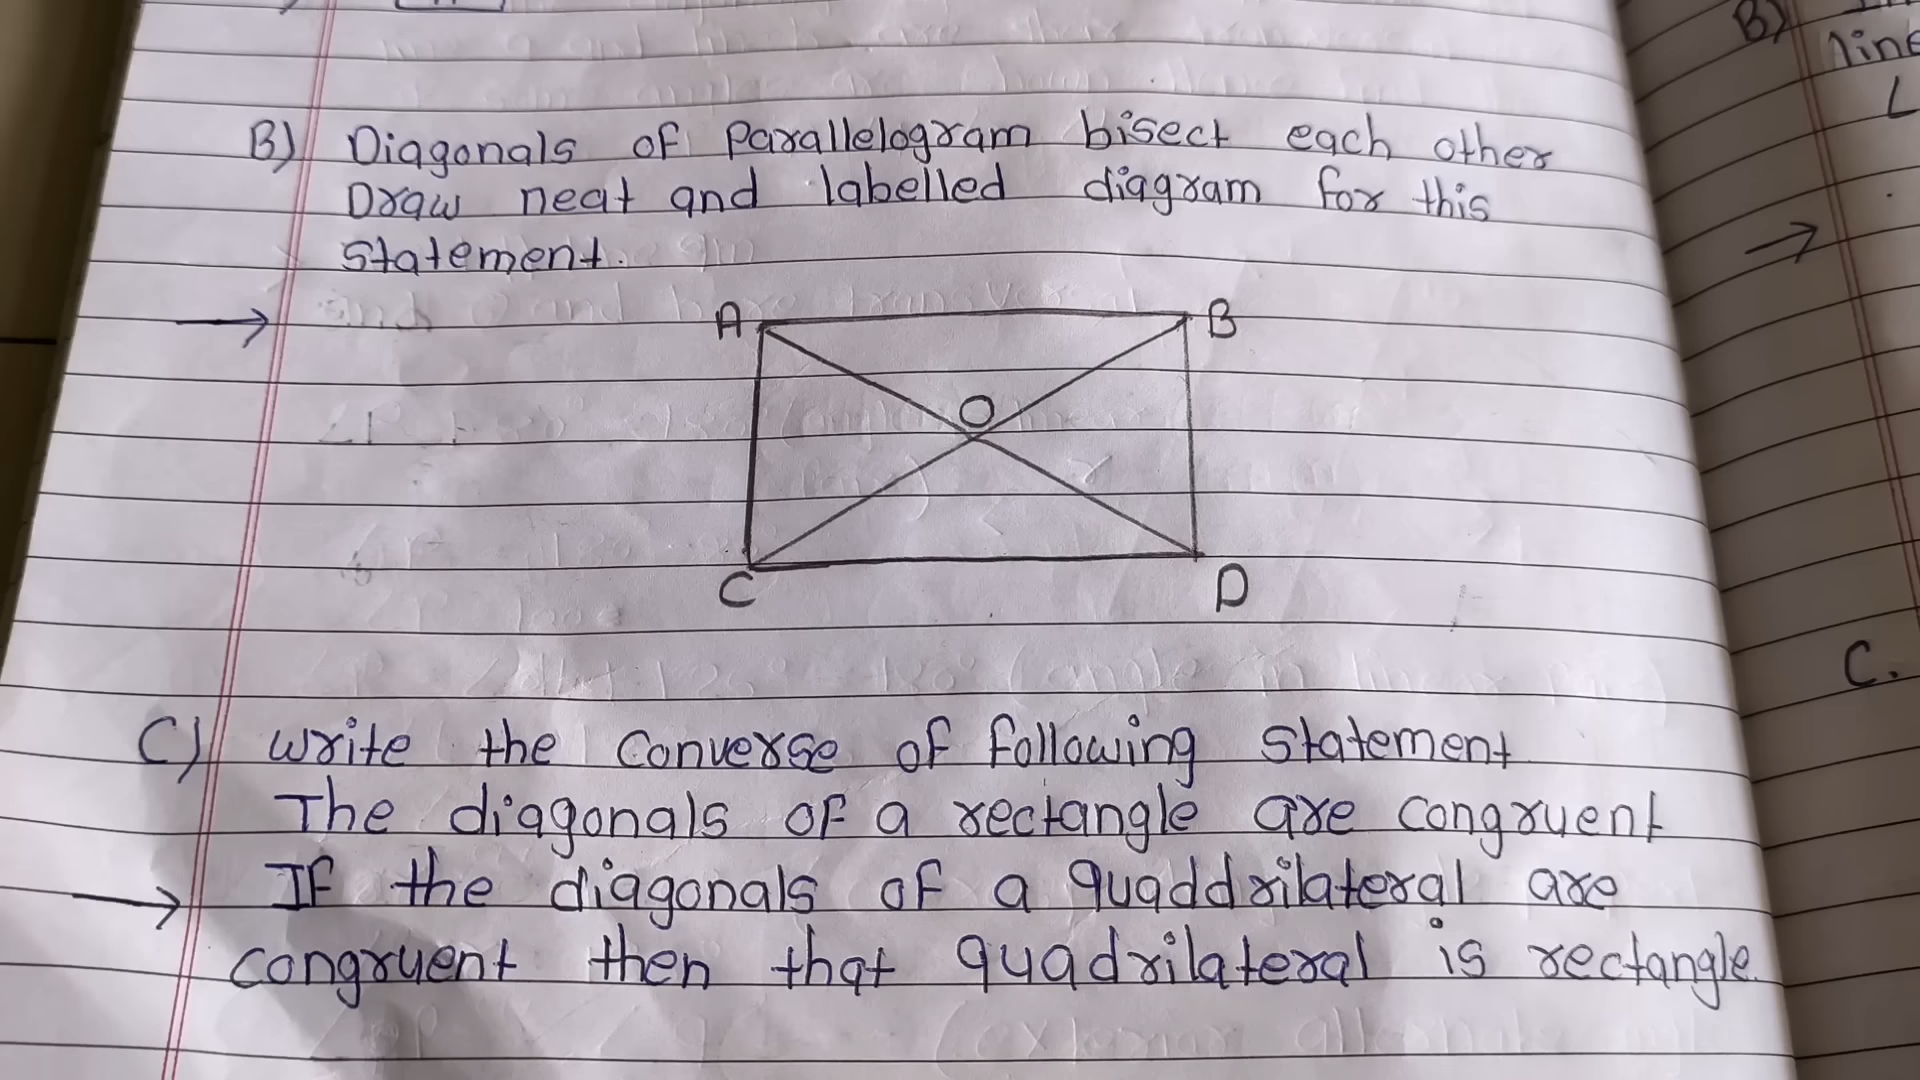 B) Diagonals of parallelogram bisect each other
Draw neat and labelled diagram for this
statement.
A B
O
C D
C) write the converse of following statement
The diagonals of a rectangle are congruent
If the diagonals of a quaddrilateral are
congruent then that quadrilateral is rectangle.
B)
line
L
C.